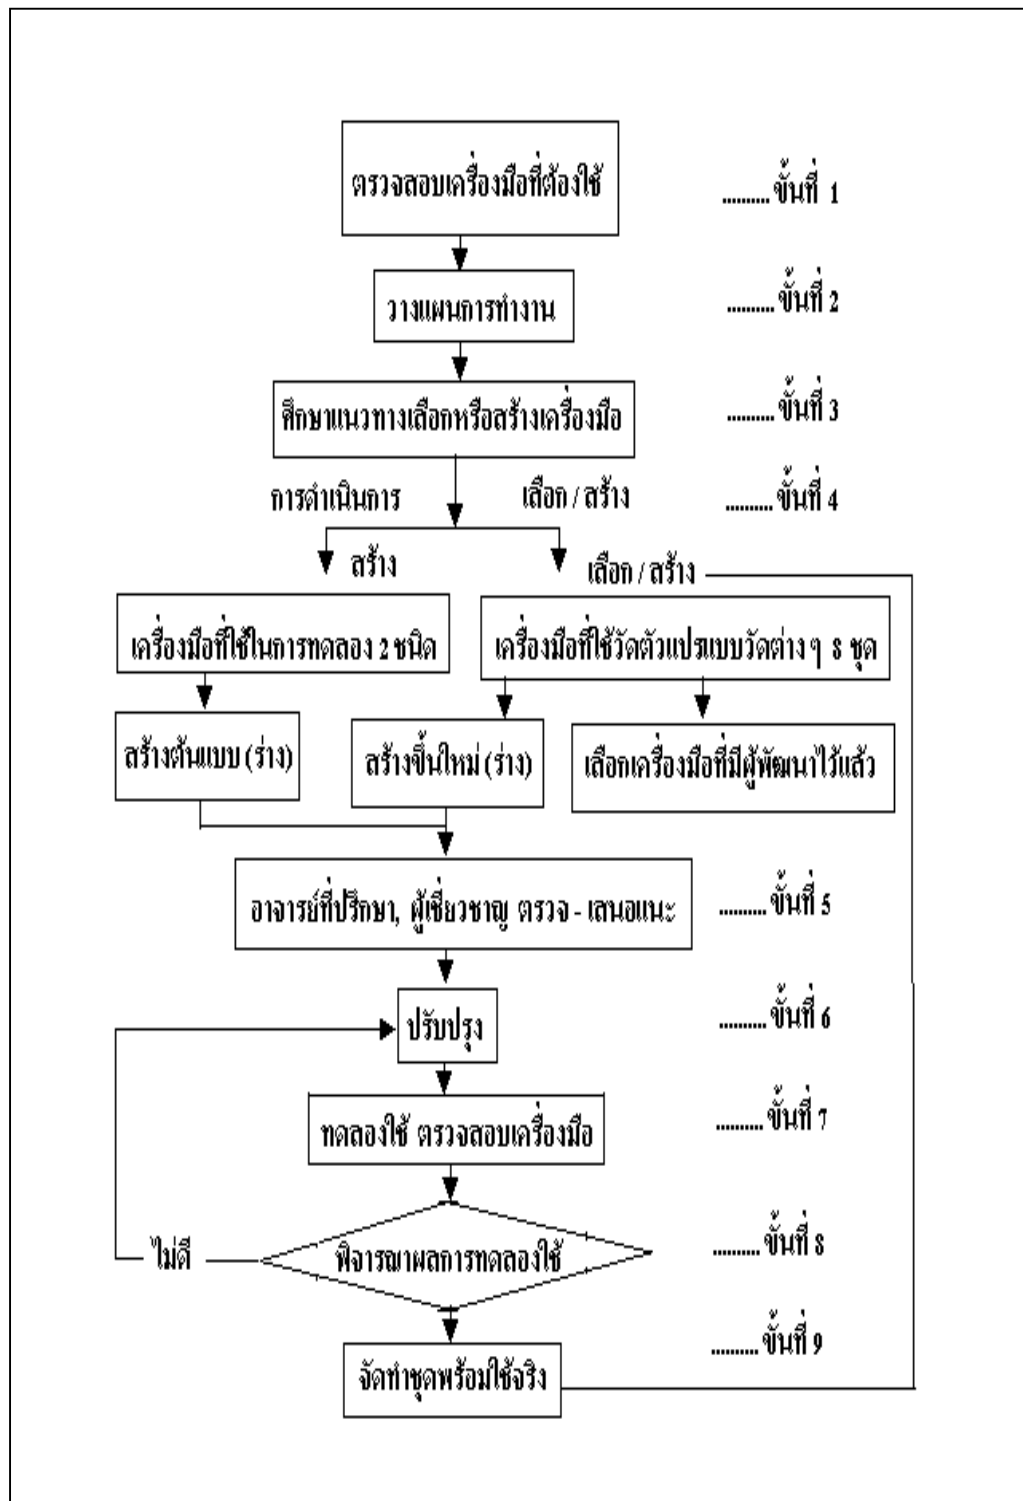 ตรวจสอบเครื่องมือที่ต้องใช้
.......... ขั้นที่ 1
วางแผนการทำงาน
.......... ขั้นที่ 2
ศึกษาแนวทางเลือกหรือสร้างเครื่องมือ
.......... ขั้นที่ 3
การดำเนินการ
เลือก / สร้าง
.......... ขั้นที่ 4
สร้าง
เลือก / สร้าง
เครื่องมือที่ใช้ในการทดลอง 2 ชนิด
เครื่องมือที่ใช้วัดตัวแปรแบบวัดต่างๆ 8 ชุด
สร้างต้นแบบ (ร่าง)
สร้างขึ้นใหม่ (ร่าง)
เลือกเครื่องมือที่มีผู้พัฒนาไว้แล้ว
อาจารย์ที่ปรึกษา, ผู้เชี่ยวชาญ ตรวจ - เสนอแนะ
.......... ขั้นที่ 5
ปรับปรุง
.......... ขั้นที่ 6
ทดลองใช้ ตรวจสอบเครื่องมือ
.......... ขั้นที่ 7
ไม่ดี
พิจารณาผลการทดลองใช้
.......... ขั้นที่ 8
จัดทำชุดพร้อมใช้จริง
.......... ขั้นที่ 9